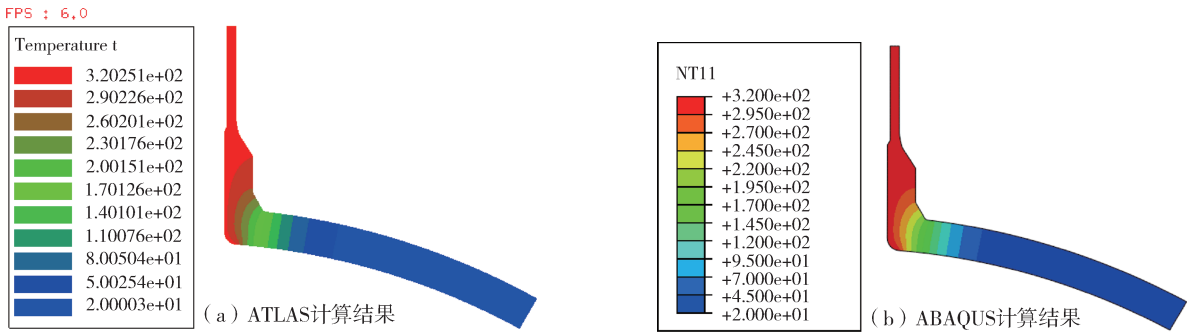 FPS : 6.0
Temperature t
3.20251e+02
2.90226e+02
2.60201e+02
2.30176e+02
2.00151e+02
1.70126e+02
1.40101e+02
1.10076e+02
8.00504e+01
5.00254e+01
2.00003e+01
（a）ATLAS计算结果
NT11
+3.200e+02
+2.950e+02
+2.700e+02
+2.450e+02
+2.200e+02
+1.950e+02
+1.700e+02
+1.450e+02
+1.200e+02
+9.500e+01
+7.000e+01
+4.500e+01
+2.000e+01
（b）ABAQUS计算结果